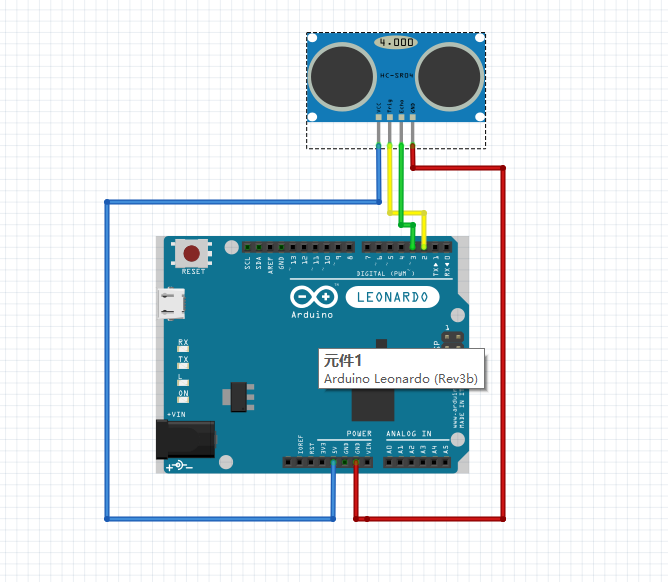 4.000
HC-SR04
VCC
Trig
Echo
GND
SCL
SDA
AREF
GND
13
12
~11
~10
~9
8
7
~6
~5
4
~3
2
TX▶1
RX◀0
RESET
DIGITAL (PWM~)
LEONARDO
Arduino
1
元件1
Arduino Leonardo (Rev3b)
RX
TX
L
ON
+VIN
POWER
ANALOG IN
IOREF
RST
3V3
5V
GND
GND
VIN
A0
A1
A2
A3
A4
A5